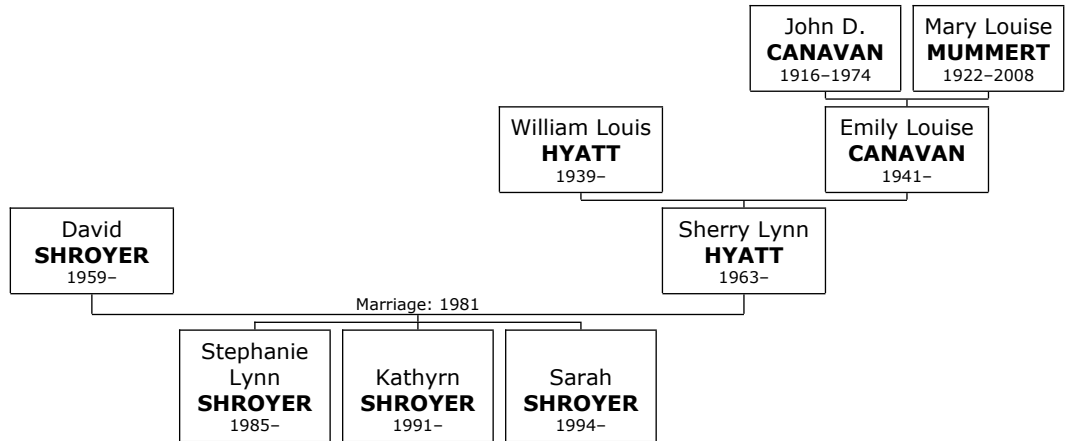 John D.
CANAVAN
1916–1974
Mary Louise
MUMMERT
1922–2008
William Louis
HYATT
1939–
Emily Louise
CANAVAN
1941–
David
SHROYER
1959–
Sherry Lynn
HYATT
1963–
Marriage: 1981
Stephanie
Lynn
SHROYER
1985–
Kathyrn
SHROYER
1991–
Sarah
SHROYER
1994–